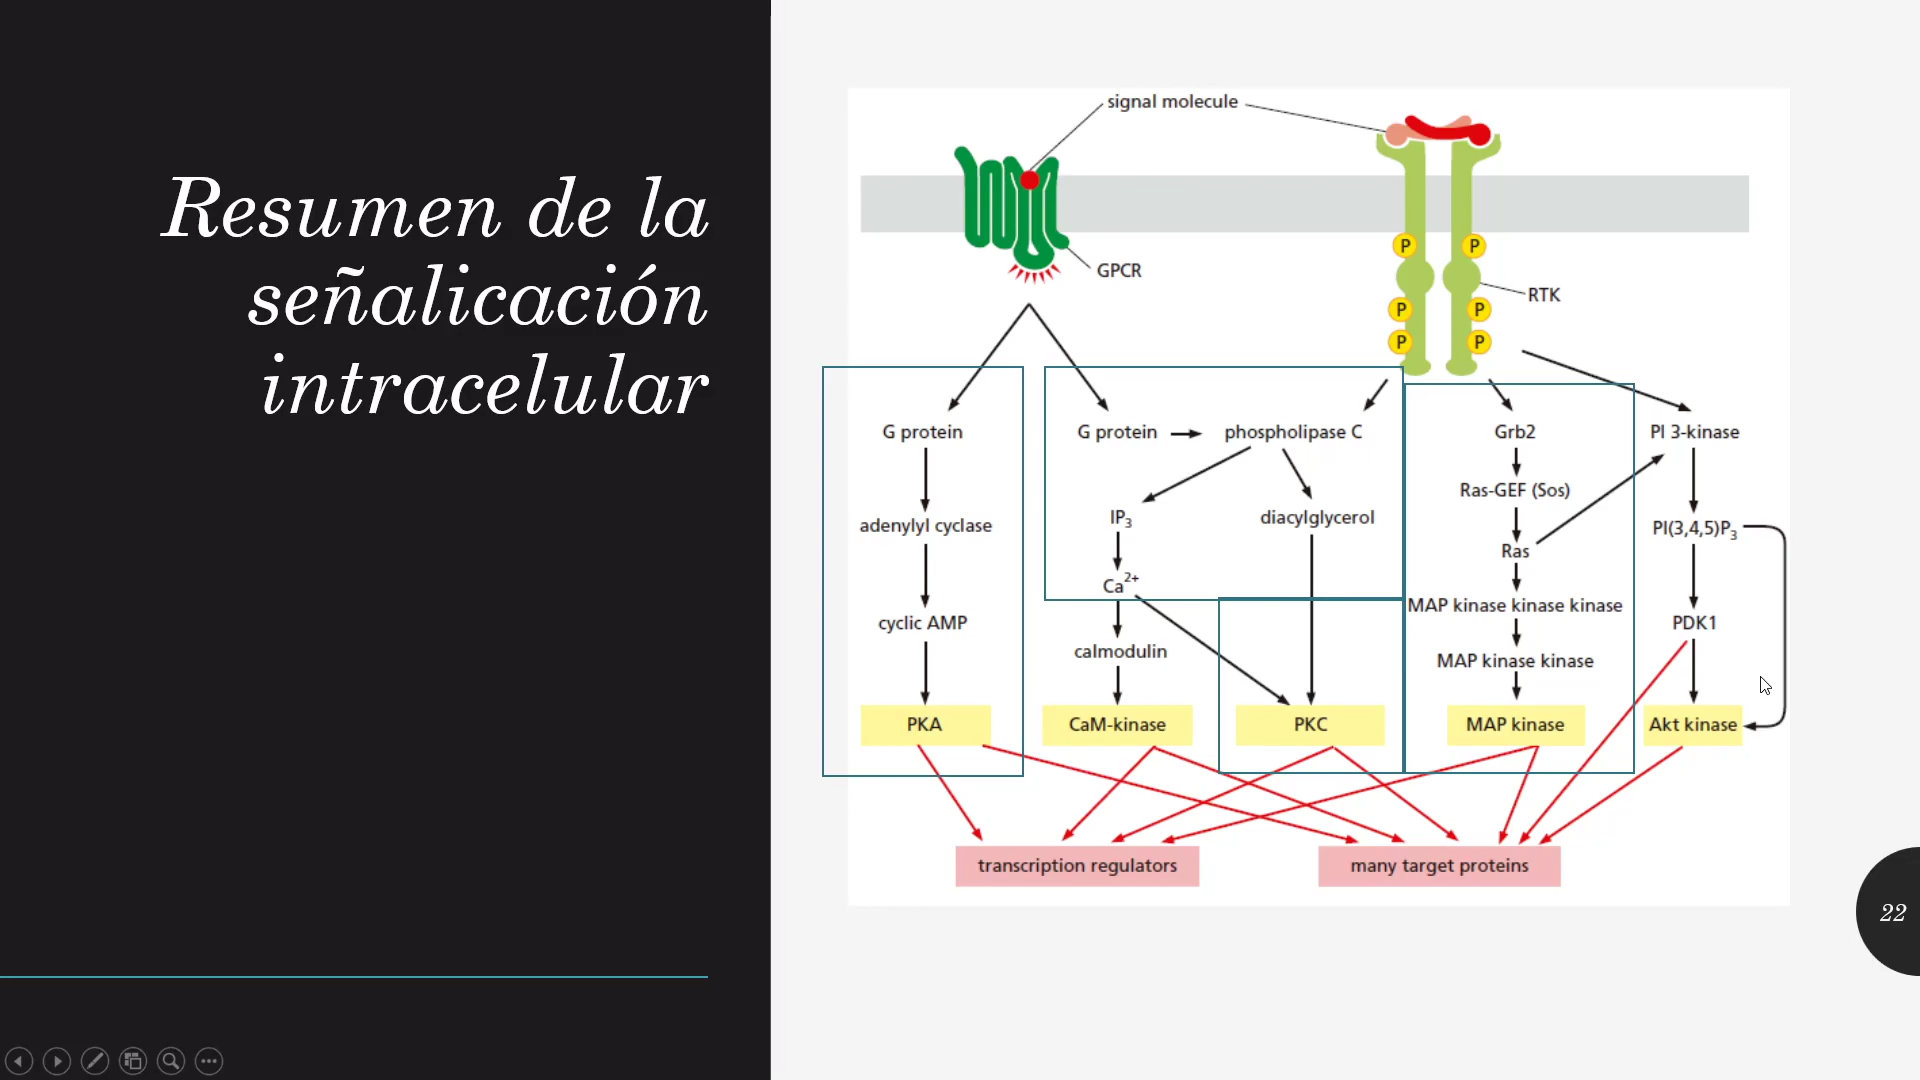 Resumen de la
señalicación
intracelular
signal molecule
GPCR
P
P
P
P
P
P
RTK
G protein
G protein
phospholipase C
Grb2
PI 3-kinase
Ras-GEF (Sos)
adenylyl cyclase
IP3
diacylglycerol
PI(3,4,5)P3
Ras
Ca2+
MAP kinase kinase kinase
cyclic AMP
PDK1
calmodulin
MAP kinase kinase
PKA
CaM-kinase
PKC
MAP kinase
Akt kinase
transcription regulators
many target proteins
22